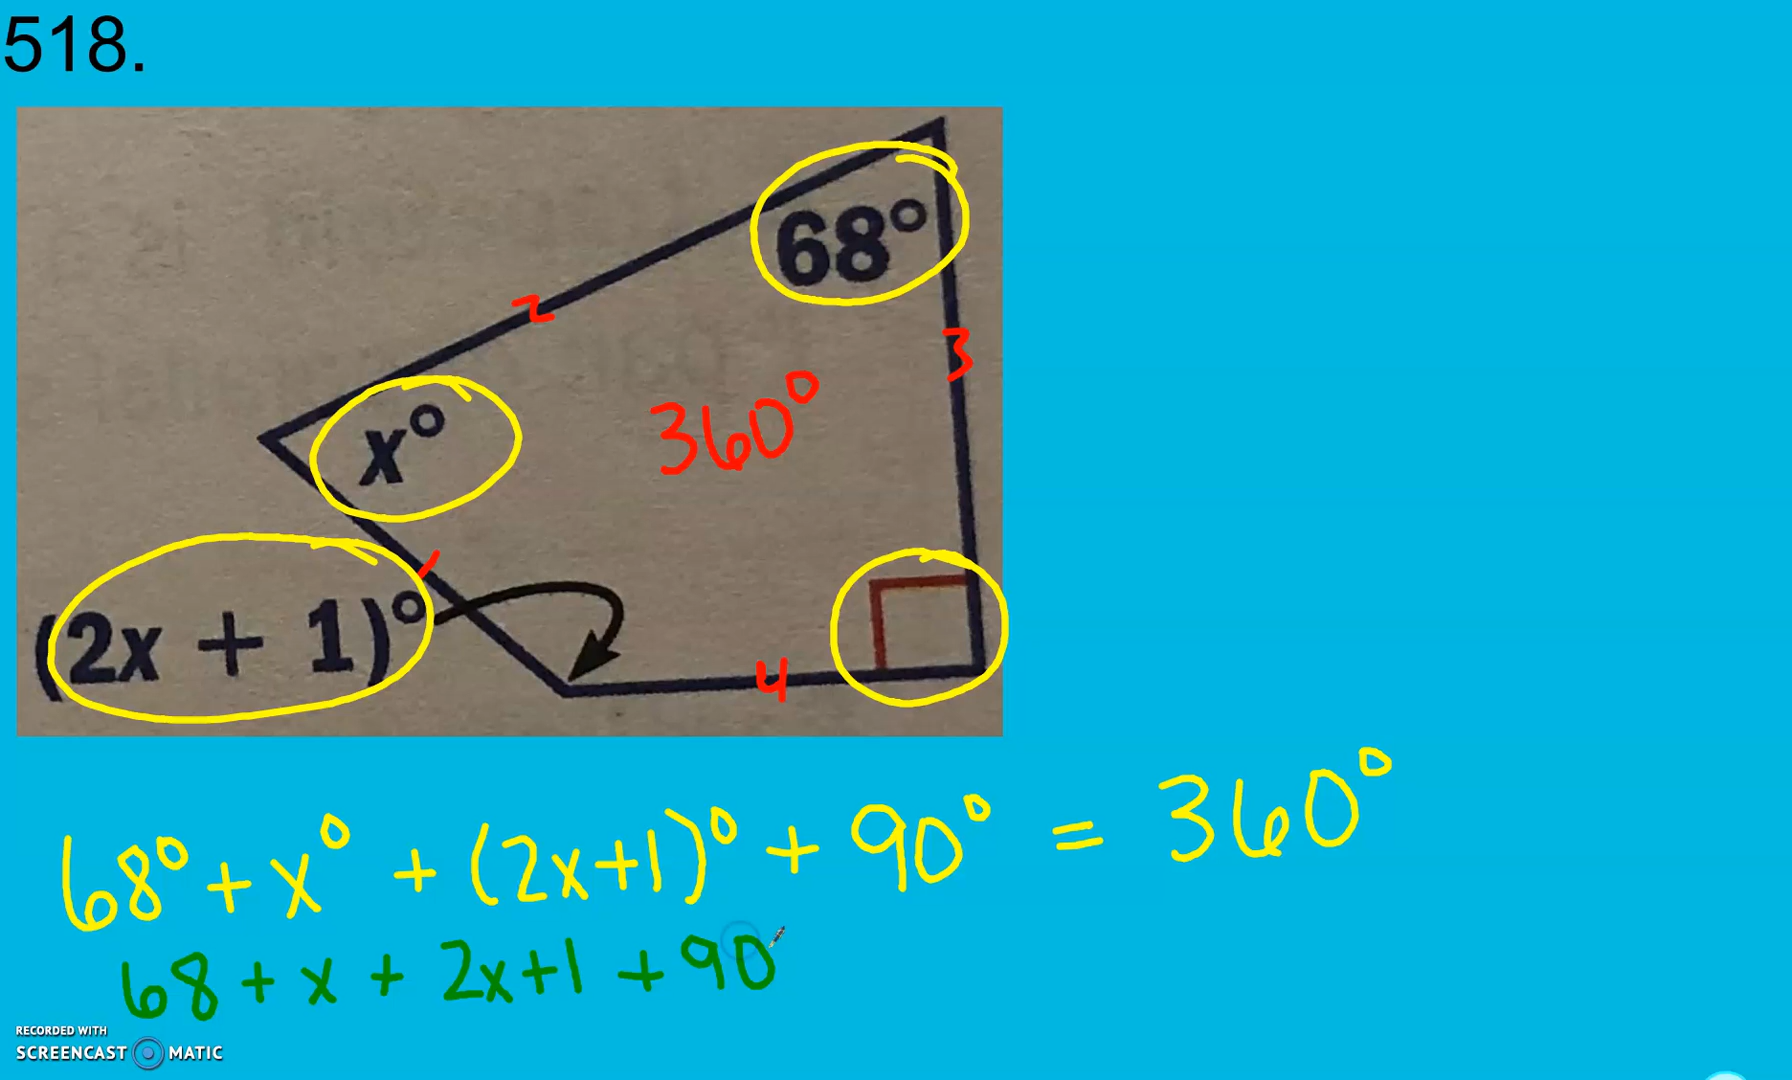 518.
68°
2
3
x°
360°
1
(2x + 1)°
4
68° + x° + (2x+1)° + 90° = 360°
68 + x + 2x+1 + 90
RECORDED WITH
SCREENCAST MATIC